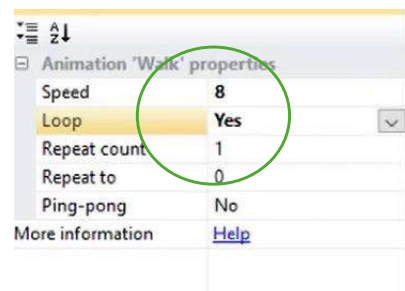 A Z
Animation 'Walk' properties
Speed 8
Loop Yes
Repeat count 1
Repeat to 0
Ping-pong No
More information Help